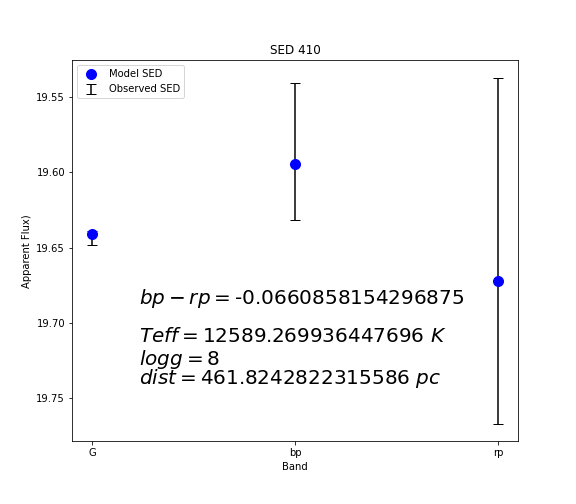 SED 410
Model SED
Observed SED
19.55
19.60
19.65
19.70
19.75
Apparent Flux)
bp − rp = -0.0660858154296875
Teff = 12589.269936447696 K
logg = 8
dist = 461.8242822315586 pc
G bp rp
Band